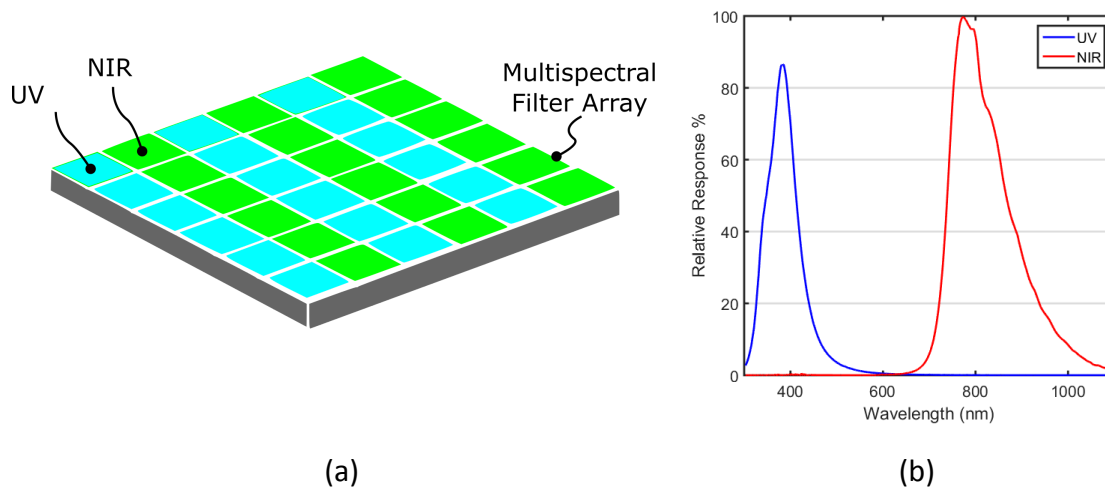 UV
NIR
Multispectral
Filter Array
(a)
100
80
60
40
20
0
Relative Response %
UV
NIR
400 600 800 1000
Wavelength (nm)
(b)